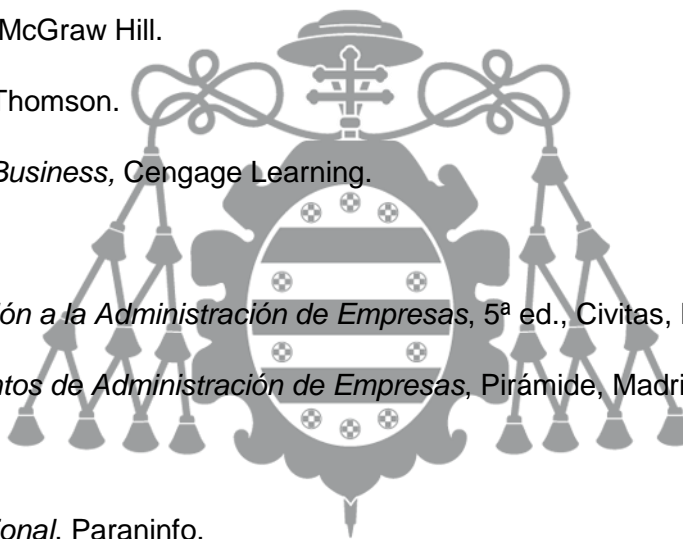 McGraw Hill.
Thomson.
Business, Cengage Learning.
ón a la Administración de Empresas, 5ª ed., Civitas,
ntos de Administración de Empresas, Pirámide, Madri
onal, Paraninfo.